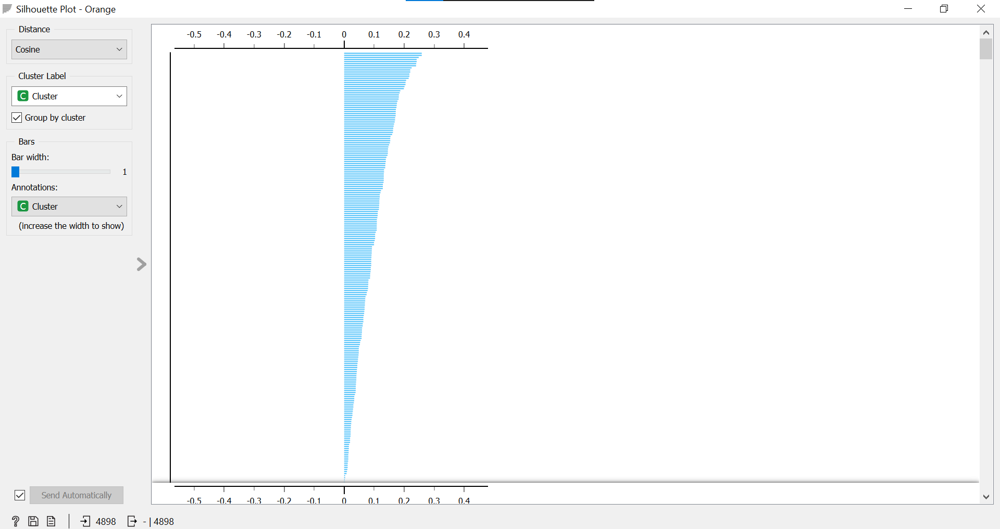 Silhouette Plot - Orange
Distance
Cosine
Cluster Label
C Cluster
Group by cluster
Bars
Bar width:
1
Annotations:
C Cluster
(increase the width to show)
Send Automatically
-0.5 -0.4 -0.3 -0.2 -0.1 0 0.1 0.2 0.3 0.4
-0.5 -0.4 -0.3 -0.2 -0.1 0 0.1 0.2 0.3 0.4
? 4898 - | 4898